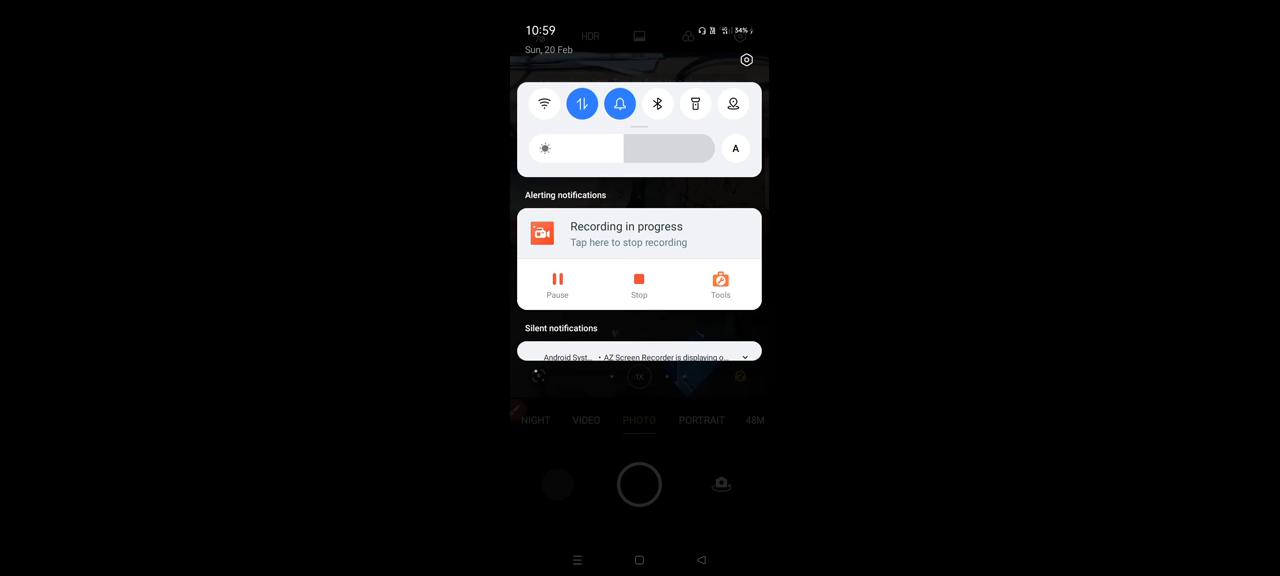 10:59
34%
HDR
Sun, 20 Feb
A
Alerting notifications
Recording in progress
Tap here to stop recording
Pause
Stop
Tools
Silent notifications
Android Syst... • AZ Screen Recorder is displaying o...
1X
NIGHT
VIDEO
PHOTO
PORTRAIT
48M